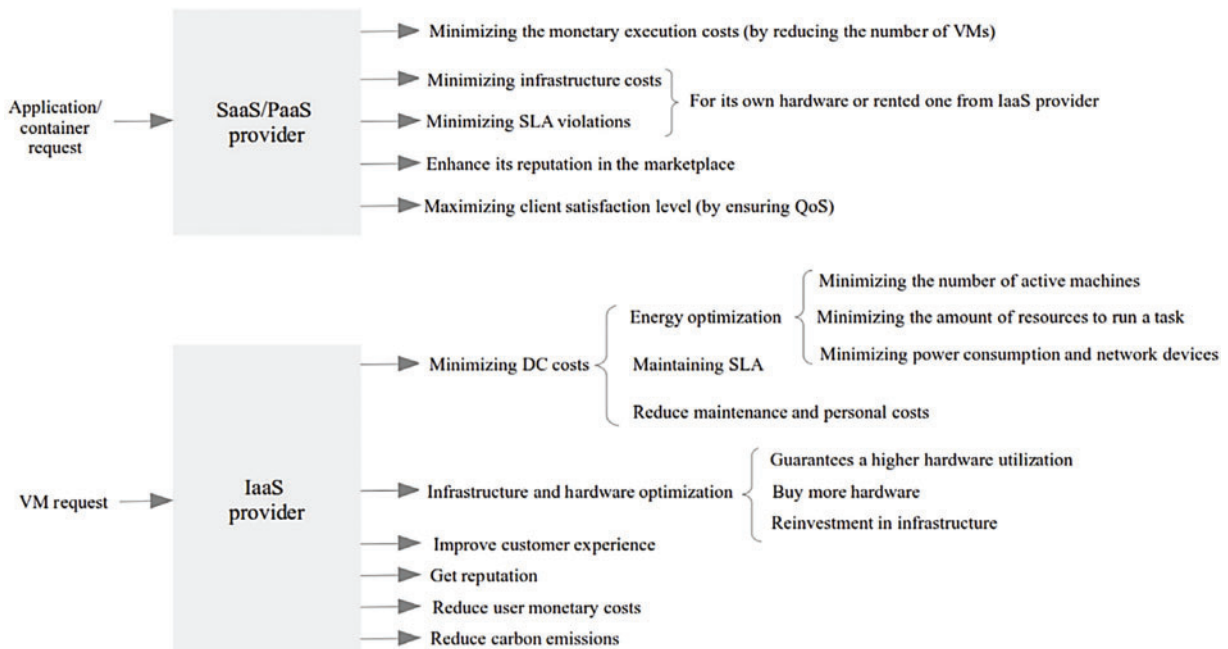 Minimizing the monetary execution costs (by reducing the number of VMs)
Application/
container
request
SaaS/PaaS
provider
Minimizing infrastructure costs
Minimizing SLA violations
For its own hardware or rented one from IaaS provider
Enhance its reputation in the marketplace
Maximizing client satisfaction level (by ensuring QoS)
VM request
IaaS
provider
Minimizing DC costs
Energy optimization
Minimizing the number of active machines
Minimizing the amount of resources to run a task
Minimizing power consumption and network devices
Maintaining SLA
Reduce maintenance and personal costs
Infrastructure and hardware optimization
Guarantees a higher hardware utilization
Buy more hardware
Reinvestment in infrastructure
Improve customer experience
Get reputation
Reduce user monetary costs
Reduce carbon emissions